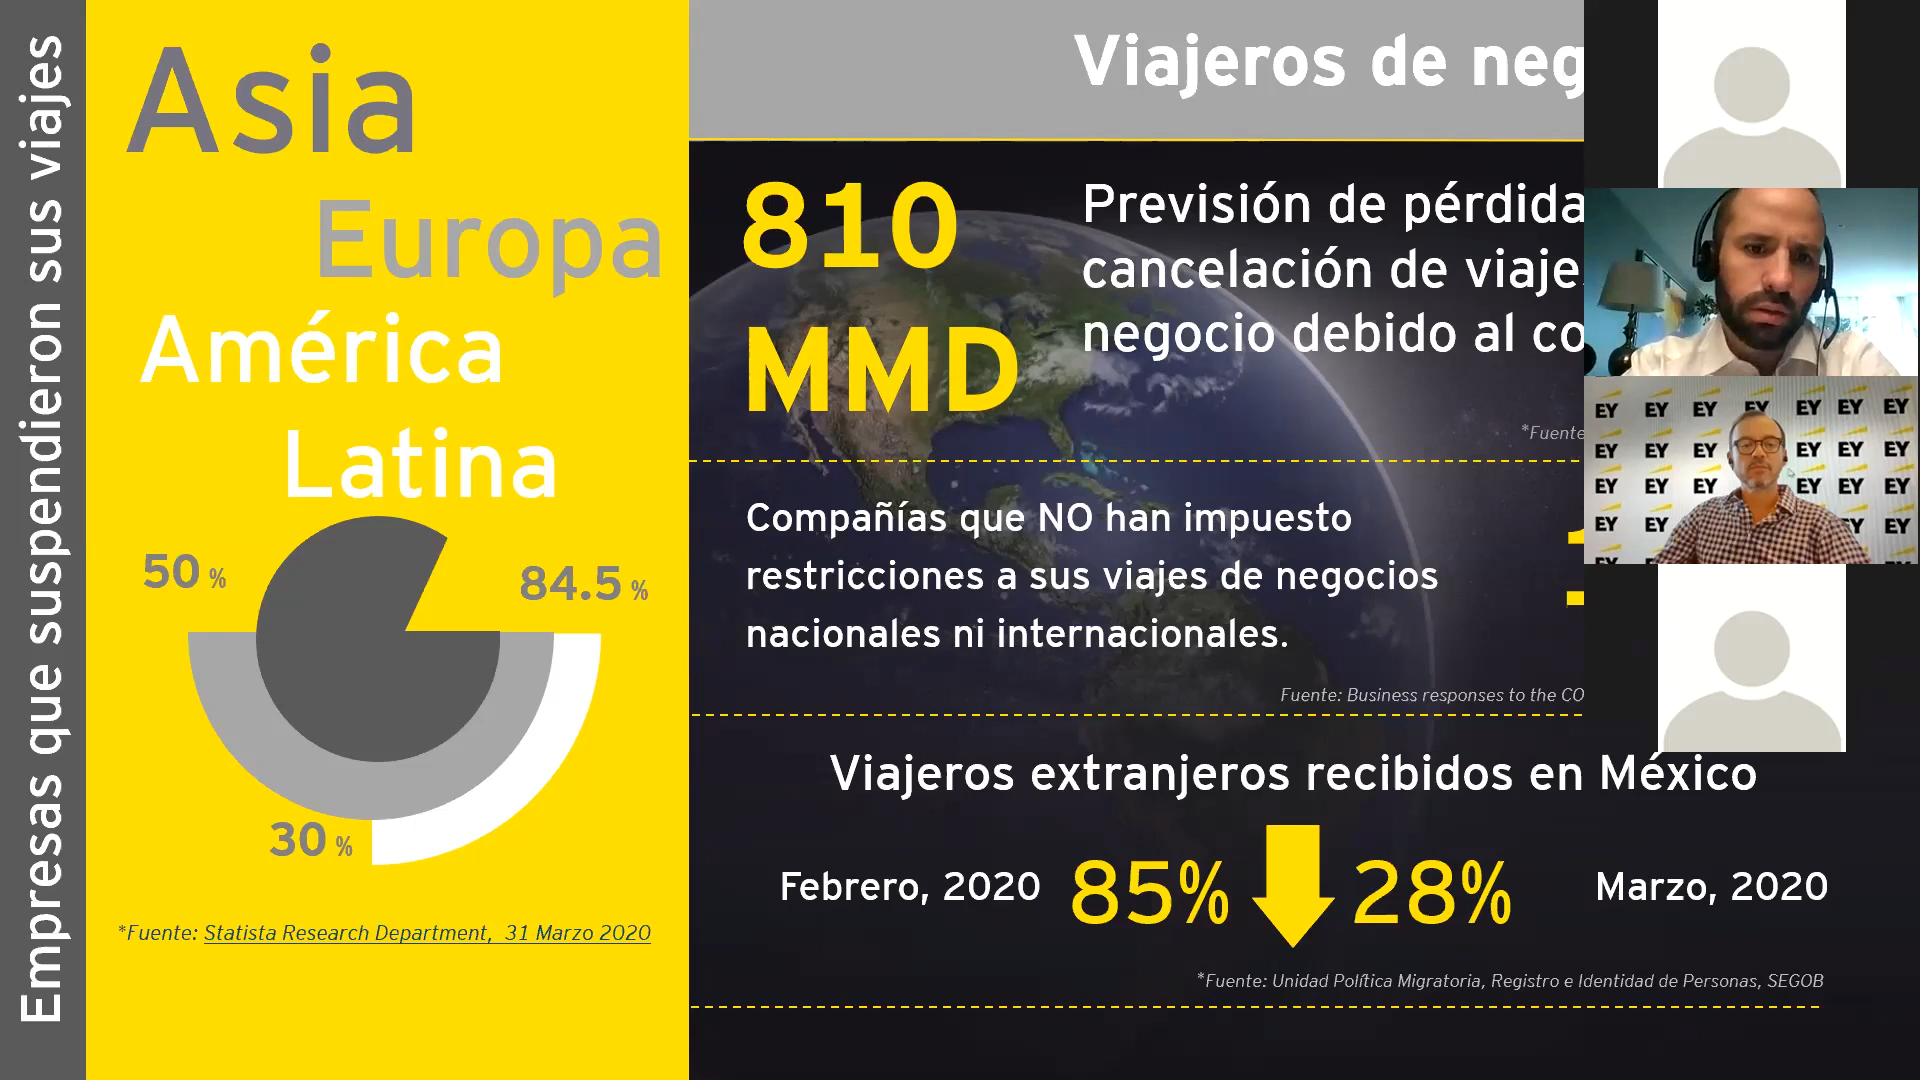 Empresas que suspendieron sus viajes
Asia
Europa
América
Latina
50 %
84.5 %
30 %
*Fuente: Statista Research Department, 31 Marzo 2020
Viajeros de neg
810
MMD
Previsión de pérdida
cancelación de viaje
negocio debido al co
*Fuente
Compañías que NO han impuesto
restricciones a sus viajes de negocios
nacionales ni internacionales.
Fuente: Business responses to the CO
Viajeros extranjeros recibidos en México
Febrero, 2020 85% 28% Marzo, 2020
*Fuente: Unidad Política Migratoria, Registro e Identidad de Personas, SEGOB
EY EY EY EY EY EY EY
EY EY EY EY EY EY
EY EY EY EY EY EY
EY EY EY EY EY EY